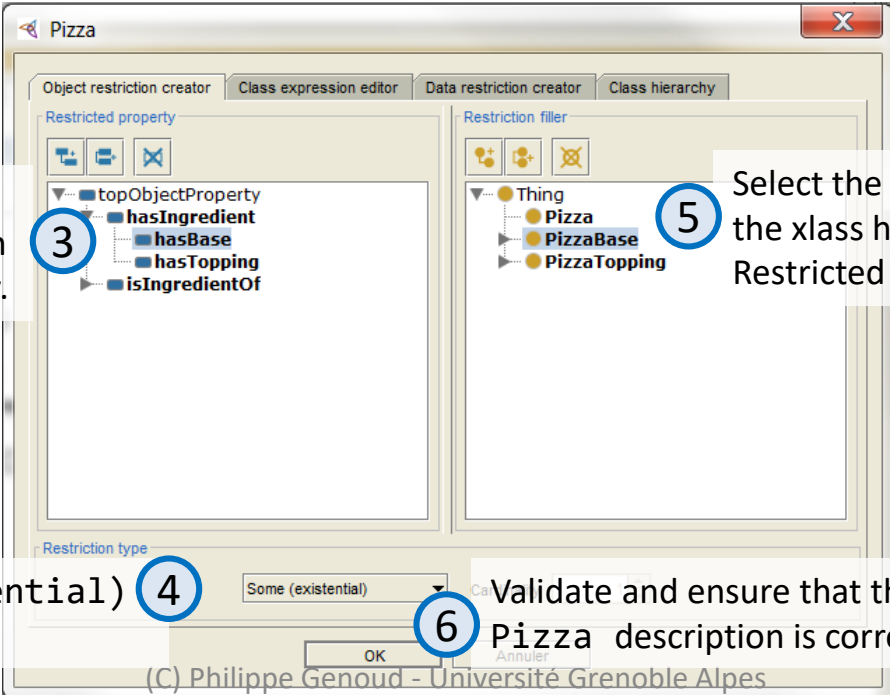 Pizza
X
Object restriction creator Class expression editor Data restriction creator Class hierarchy
Restricted property
topObjectProperty
hasIngredient
hasBase
hasTopping
isIngredientOf
3
Restriction filler
Thing
Pizza
PizzaBase
PizzaTopping
5
Select the
the xlass h
Restricted
Restriction type
ential)
4
Some (existential)
6
Validate and ensure that th
Pizza description is corre
OK
Annuler
(C) Philippe Genoud - Université Grenoble Alpes